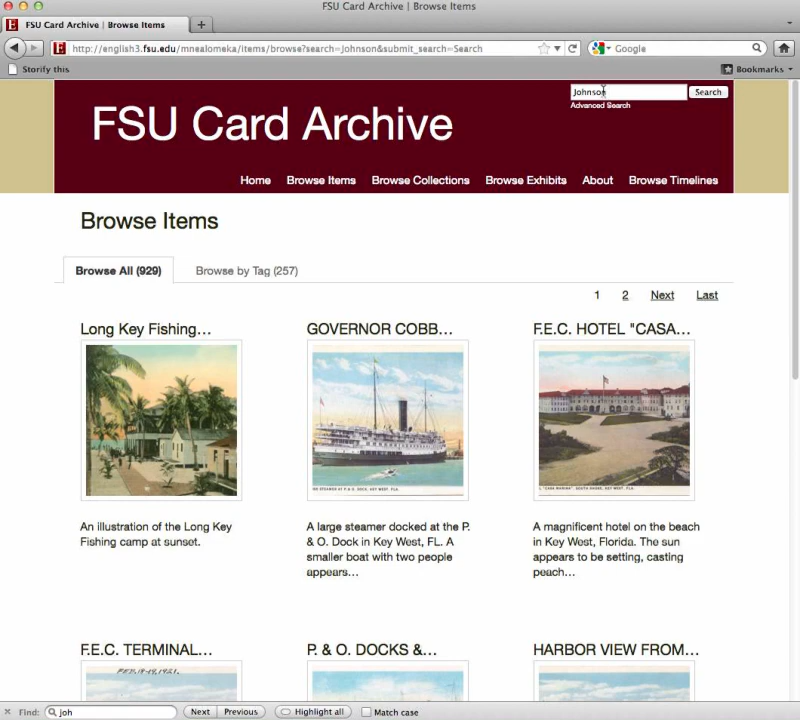 FSU Card Archive | Browse Items
FSU Card Archive | Browse Items
http://english3.fsu.edu/mnealomeka/items/browse?search=Johnson&submit_search=Search
Google
Storify this
Bookmarks
Johnson
Search
Advanced Search
FSU Card Archive
Home Browse Items Browse Collections Browse Exhibits About Browse Timelines
Browse Items
Browse All (929) Browse by Tag (257)
1 2 Next Last
Long Key Fishing... GOVERNOR COBB... F.E.C. HOTEL "CASA...
An illustration of the Long Key
Fishing camp at sunset.
A large steamer docked at the P.
& O. Dock in Key West, FL. A
smaller boat with two people
appears...
A magnificent hotel on the beach
in Key West, Florida. The sun
appears to be setting, casting
peach...
F.E.C. TERMINAL... P. & O. DOCKS &... HARBOR VIEW FROM...
Find: joh Next Previous Highlight all Match case